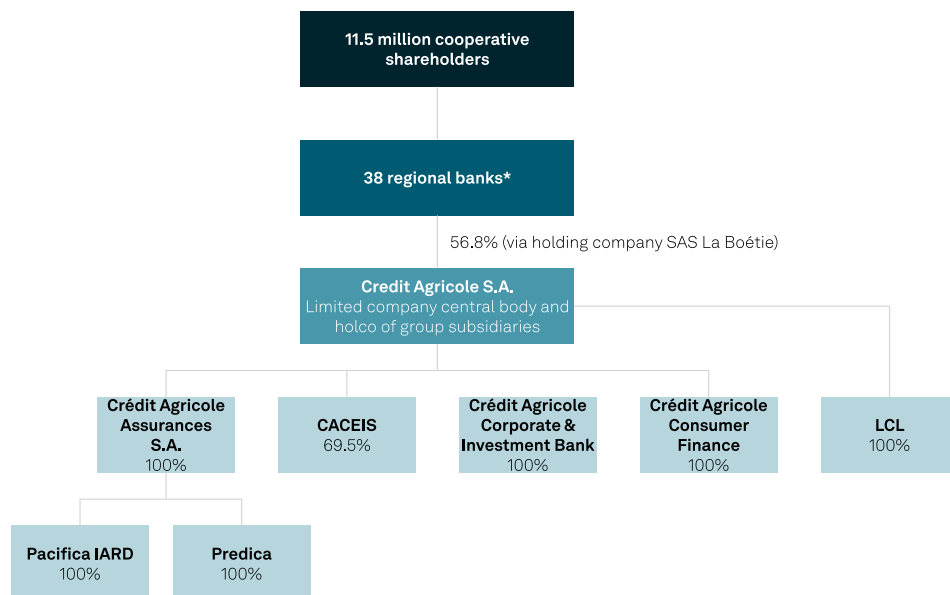 11.5 million cooperative
shareholders
38 regional banks*
56.8% (via holding company SAS La Boétie)
Credit Agricole S.A.
Limited company central body and
holco of group subsidiaries
Crédit Agricole
Assurances
S.A.
100%
CACEIS
69.5%
Crédit Agricole
Corporate &
Investment Bank
100%
Crédit Agricole
Consumer
Finance
100%
LCL
100%
Pacifica IARD
100%
Predica
100%